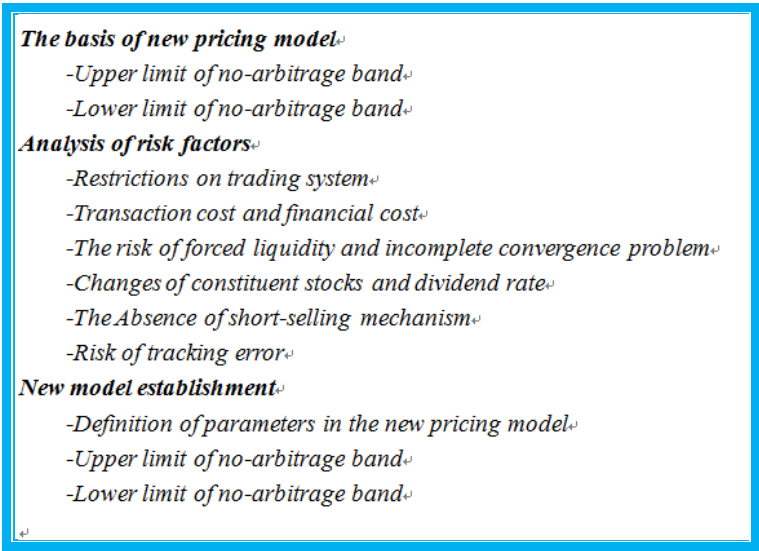 The basis of new pricing model
-Upper limit of no-arbitrage band
-Lower limit of no-arbitrage band
Analysis of risk factors
-Restrictions on trading system
-Transaction cost and financial cost
-The risk of forced liquidity and incomplete convergence problem
-Changes of constituent stocks and dividend rate
-The Absence of short-selling mechanism
-Risk of tracking error
New model establishment
-Definition of parameters in the new pricing model
-Upper limit of no-arbitrage band
-Lower limit of no-arbitrage band